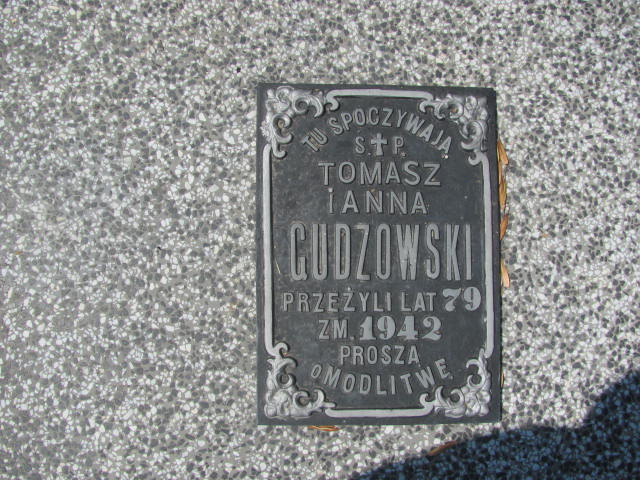 TU SPOCZYWAJĄ
S✝P.
TOMASZ
I ANNA
GUDZOWSKI
PRZEŻYLI LAT 79
ZM. 1942
PROSZĄ
O MODLITWĘ